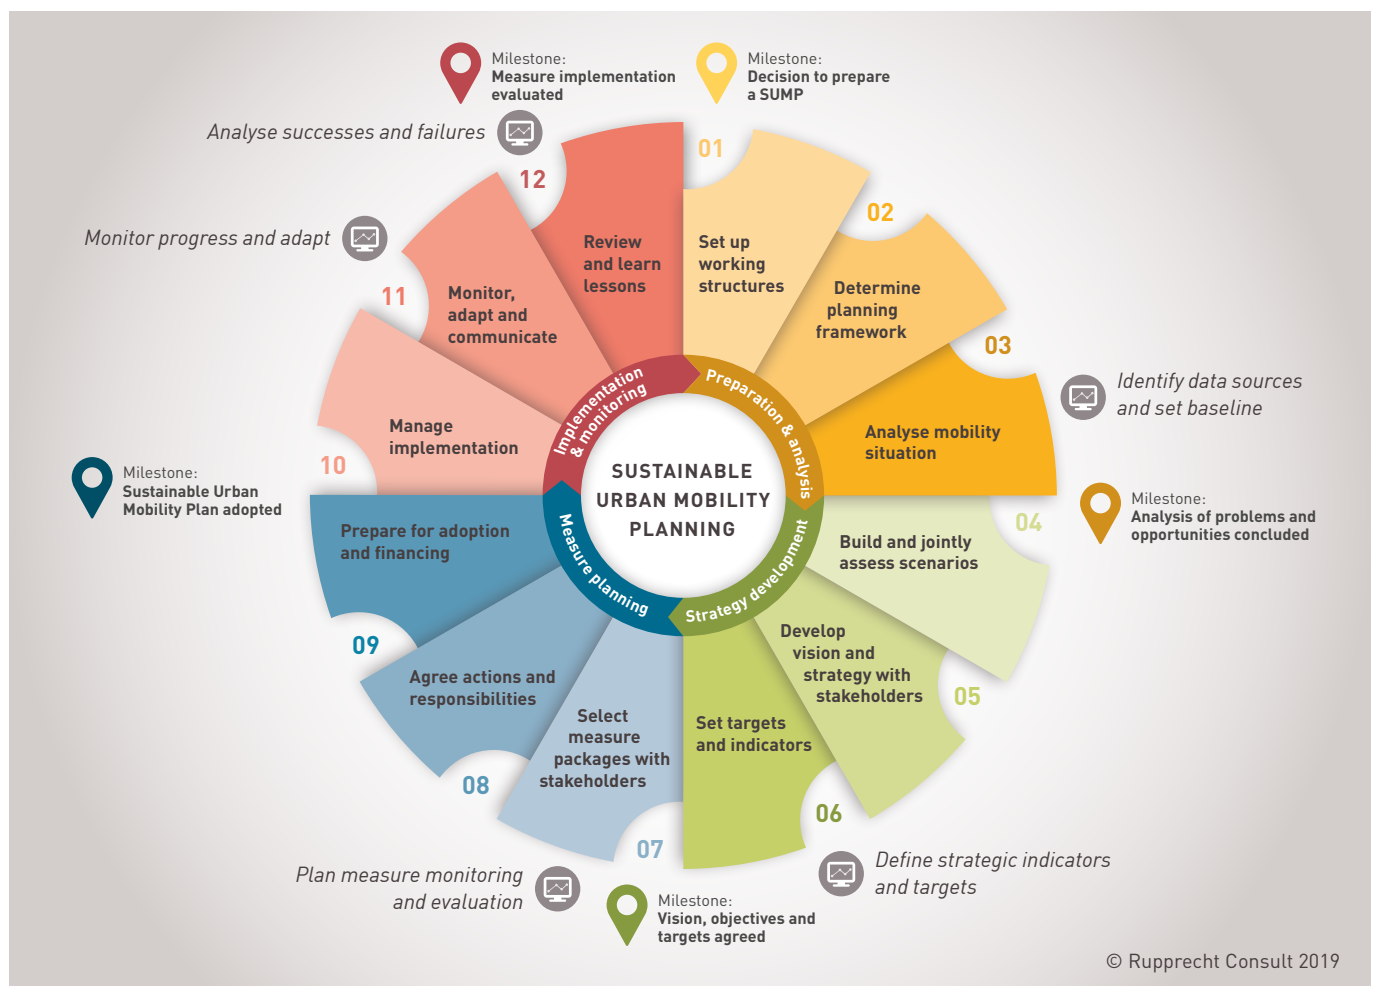 Milestone:
Measure implementation
evaluated
Milestone:
Decision to prepare
a SUMP
Analyse successes and failures
Monitor progress and adapt
01
Set up
working
structures
02
Determine
planning
framework
03
Analyse mobility
situation
Identify data sources
and set baseline
Milestone:
Analysis of problems and
opportunities concluded
04
Build and jointly
assess scenarios
05
Develop
vision and
strategy with
stakeholders
06
Set targets
and indicators
Define strategic indicators
and targets
Milestone:
Vision, objectives and
targets agreed
07
Select
measure
packages with
stakeholders
Plan measure monitoring
and evaluation
08
Agree actions and
responsibilities
09
Prepare for adoption
and financing
Milestone:
Sustainable Urban
Mobility Plan adopted
10
Manage
implementation
11
Monitor,
adapt and
communicate
12
Review
and learn
lessons
Preparation & analysis
Strategy development
Measure planning
Implementation
& monitoring
SUSTAINABLE
URBAN MOBILITY
PLANNING
© Rupprecht Consult 2019